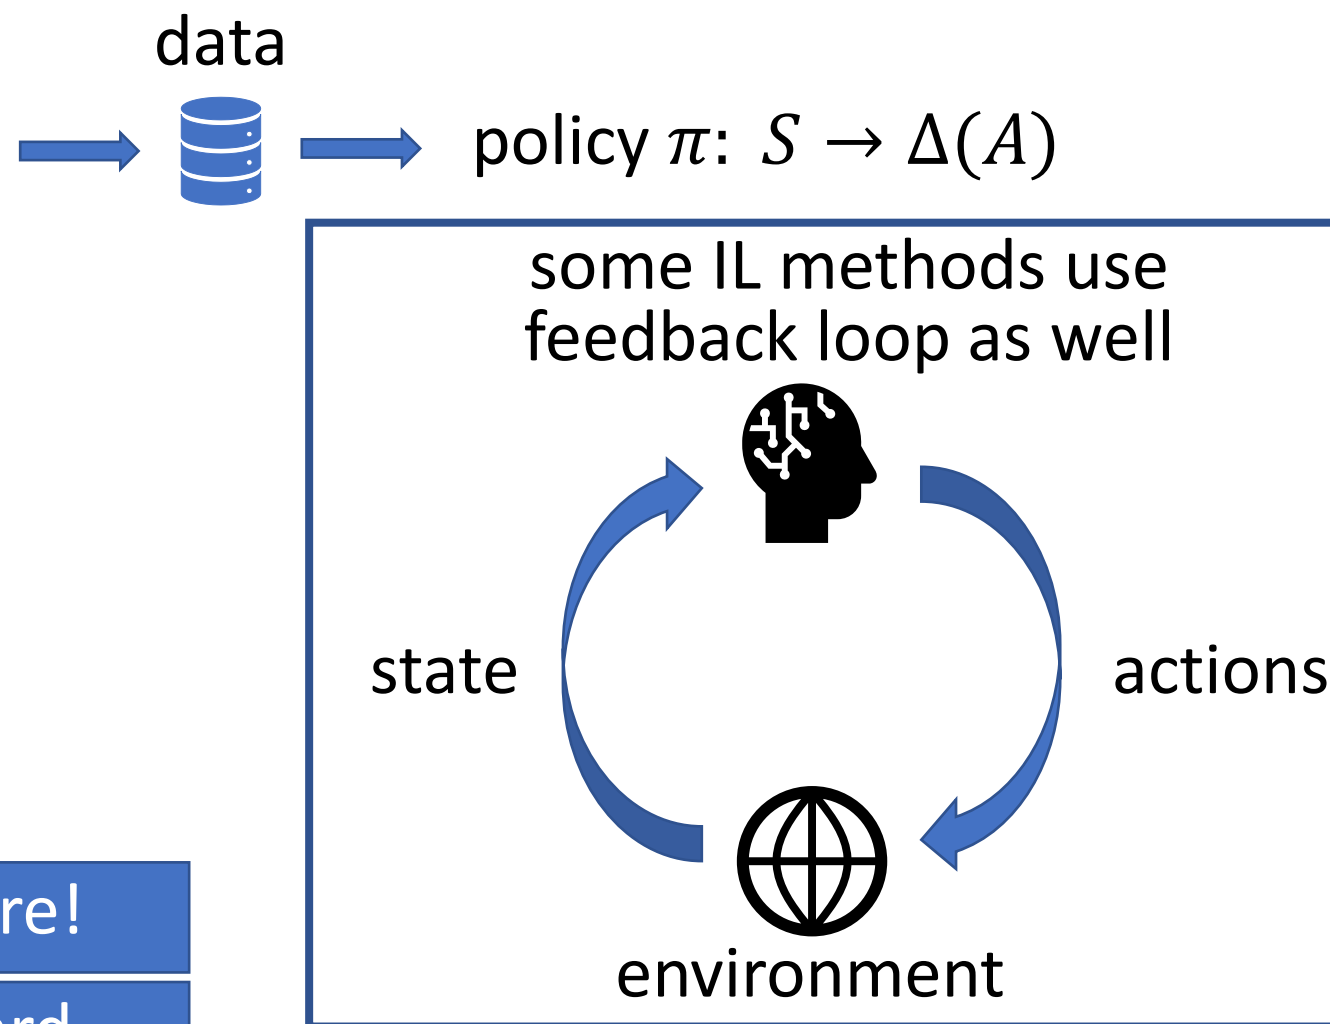 data
policy π: S → Δ(A)
some IL methods use
feedback loop as well
state
actions
environment
re!